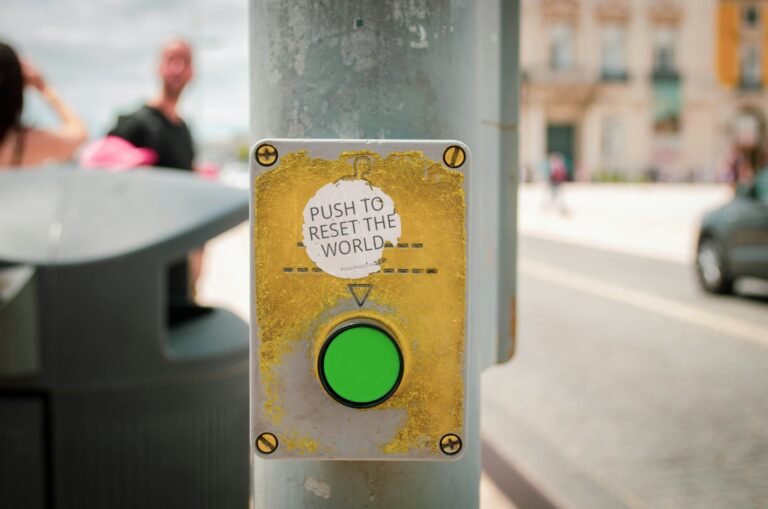 PUSH TO
RESET THE
WORLD